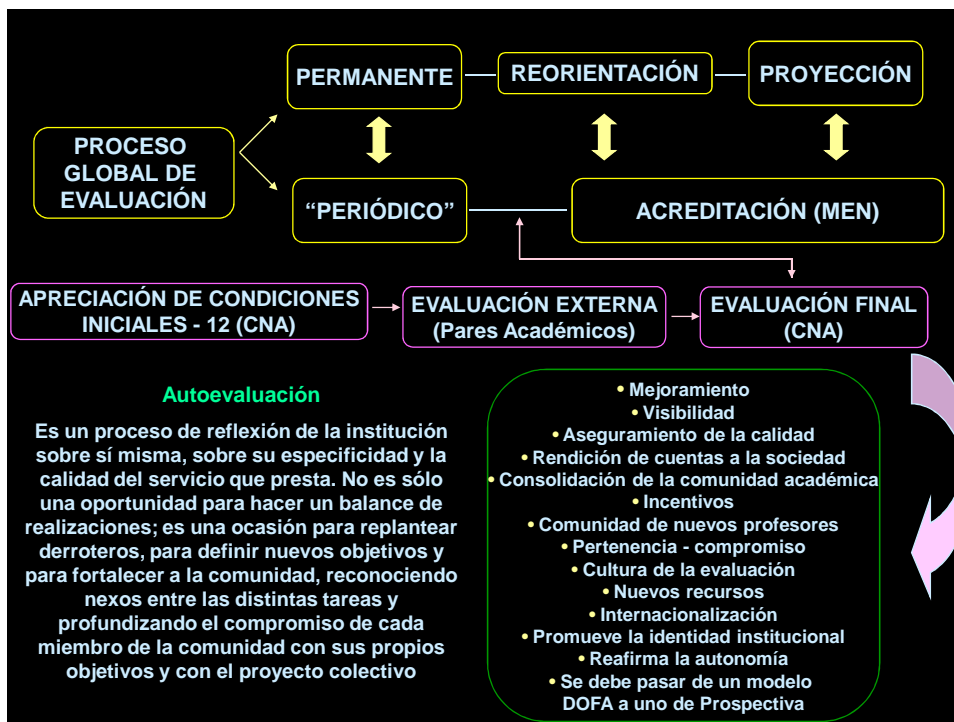 PERMANENTE
REORIENTACIÓN
PROYECCIÓN
PROCESO
GLOBAL DE
EVALUACIÓN
“PERIÓDICO”
ACREDITACIÓN (MEN)
APRECIACIÓN DE CONDICIONES
INICIALES - 12 (CNA)
EVALUACIÓN EXTERNA
(Pares Académicos)
EVALUACIÓN FINAL
(CNA)
Autoevaluación
Es un proceso de reflexión de la institución
sobre sí misma, sobre su especificidad y la
calidad del servicio que presta. No es sólo
una oportunidad para hacer un balance de
realizaciones; es una ocasión para replantear
derroteros, para definir nuevos objetivos y
para fortalecer a la comunidad, reconociendo
nexos entre las distintas tareas y
profundizando el compromiso de cada
miembro de la comunidad con sus propios
objetivos y con el proyecto colectivo
• Mejoramiento
• Visibilidad
• Aseguramiento de la calidad
• Rendición de cuentas a la sociedad
• Consolidación de la comunidad académica
• Incentivos
• Comunidad de nuevos profesores
• Pertenencia - compromiso
• Cultura de la evaluación
• Nuevos recursos
• Internacionalización
• Promueve la identidad institucional
• Reafirma la autonomía
• Se debe pasar de un modelo
DOFA a uno de Prospectiva